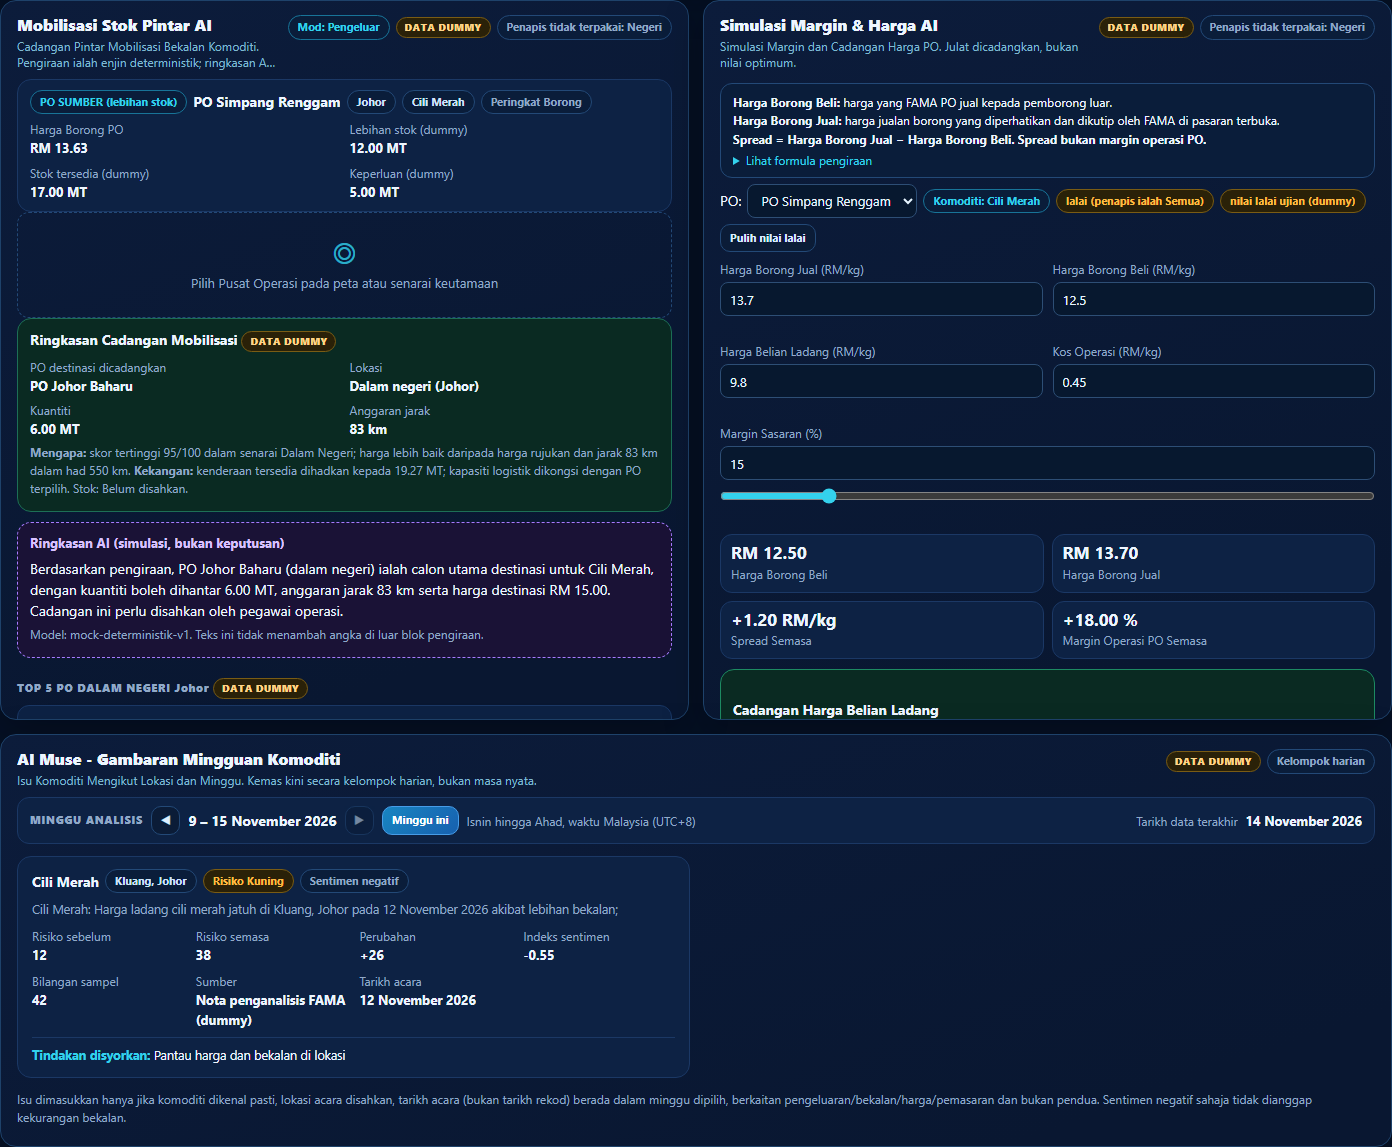 Mobilisasi Stok Pintar AI
Mod: Pengeluar
DATA DUMMY
Penapis tidak terpakai: Negeri
Cadangan Pintar Mobilisasi Bekalan Komoditi.
Pengiraan ialah enjin deterministik; ringkasan A...
PO SUMBER (lebihan stok)
PO Simpang Renggam
Johor
Cili Merah
Peringkat Borong
Harga Borong PO
Lebihan stok (dummy)
RM 13.63
12.00 MT
Stok tersedia (dummy)
Keperluan (dummy)
17.00 MT
5.00 MT
Pilih Pusat Operasi pada peta atau senarai keutamaan
Ringkasan Cadangan Mobilisasi
DATA DUMMY
PO destinasi dicadangkan
Lokasi
PO Johor Baharu
Dalam negeri (Johor)
Kuantiti
Anggaran jarak
6.00 MT
83 km
Mengapa: skor tertinggi 95/100 dalam senarai Dalam Negeri; harga lebih baik daripada harga rujukan dan jarak 83 km
dalam had 550 km. Kekangan: kenderaan tersedia dihadkan kepada 19.27 MT; kapasiti logistik dikongsi dengan PO
terpilih. Stok: Belum disahkan.
Ringkasan AI (simulasi, bukan keputusan)
Berdasarkan pengiraan, PO Johor Baharu (dalam negeri) ialah calon utama destinasi untuk Cili Merah,
dengan kuantiti boleh dihantar 6.00 MT, anggaran jarak 83 km serta harga destinasi RM 15.00.
Cadangan ini perlu disahkan oleh pegawai operasi.
Model: mock-deterministik-v1. Teks ini tidak menambah angka di luar blok pengiraan.
TOP 5 PO DALAM NEGERI Johor
DATA DUMMY
Simulasi Margin & Harga AI
DATA DUMMY
Penapis tidak terpakai: Negeri
Simulasi Margin dan Cadangan Harga PO. Julat dicadangkan, bukan
nilai optimum.
Harga Borong Beli: harga yang FAMA PO jual kepada pemborong luar.
Harga Borong Jual: harga jualan borong yang diperhatikan dan dikutip oleh FAMA di pasaran terbuka.
Spread = Harga Borong Jual − Harga Borong Beli. Spread bukan margin operasi PO.
▶ Lihat formula pengiraan
PO:
PO Simpang Renggam
Komoditi: Cili Merah
lalai (penapis ialah Semua)
nilai lalai ujian (dummy)
Pulih nilai lalai
Harga Borong Jual (RM/kg)
Harga Borong Beli (RM/kg)
13.7
12.5
Harga Belian Ladang (RM/kg)
Kos Operasi (RM/kg)
9.8
0.45
Margin Sasaran (%)
15
RM 12.50
RM 13.70
Harga Borong Beli
Harga Borong Jual
+1.20 RM/kg
+18.00 %
Spread Semasa
Margin Operasi PO Semasa
Cadangan Harga Belian Ladang
AI Muse - Gambaran Mingguan Komoditi
DATA DUMMY
Kelompok harian
Isu Komoditi Mengikut Lokasi dan Minggu. Kemas kini secara kelompok harian, bukan masa nyata.
MINGGU ANALISIS
◀
9 – 15 November 2026
▶
Minggu ini
Isnin hingga Ahad, waktu Malaysia (UTC+8)
Tarikh data terakhir
14 November 2026
Cili Merah
Kluang, Johor
Risiko Kuning
Sentimen negatif
Cili Merah: Harga ladang cili merah jatuh di Kluang, Johor pada 12 November 2026 akibat lebihan bekalan;
Risiko sebelum
Risiko semasa
Perubahan
Indeks sentimen
12
38
+26
-0.55
Bilangan sampel
Sumber
Tarikh acara
42
Nota penganalisis FAMA
12 November 2026
(dummy)
Tindakan disyorkan: Pantau harga dan bekalan di lokasi
Isu dimasukkan hanya jika komoditi dikenal pasti, lokasi acara disahkan, tarikh acara (bukan tarikh rekod) berada dalam minggu dipilih, berkaitan pengeluaran/bekalan/harga/pemasaran dan bukan pendua. Sentimen negatif sahaja tidak dianggap
kekurangan bekalan.